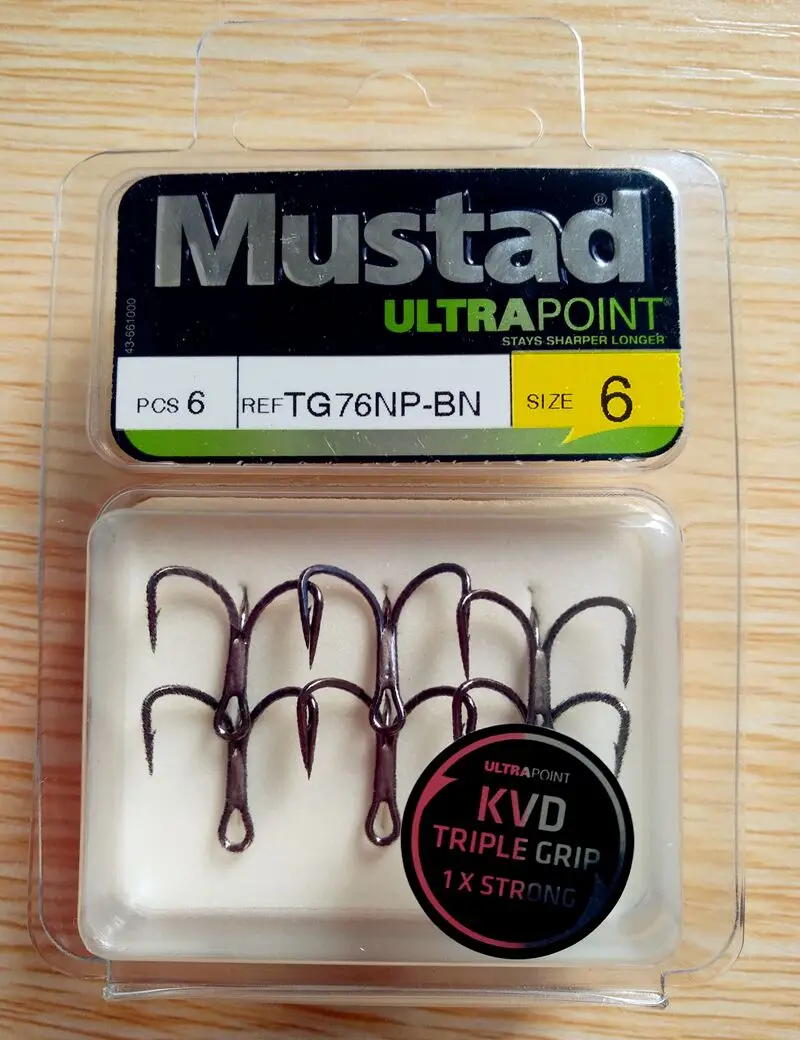 Mustad®
ULTRAPOINT®
STAYS SHARPER LONGER
43-661000
PCS 6
REF TG76NP-BN
SIZE 6
ULTRAPOINT
KVD
TRIPLE GRIP
1 X STRONG